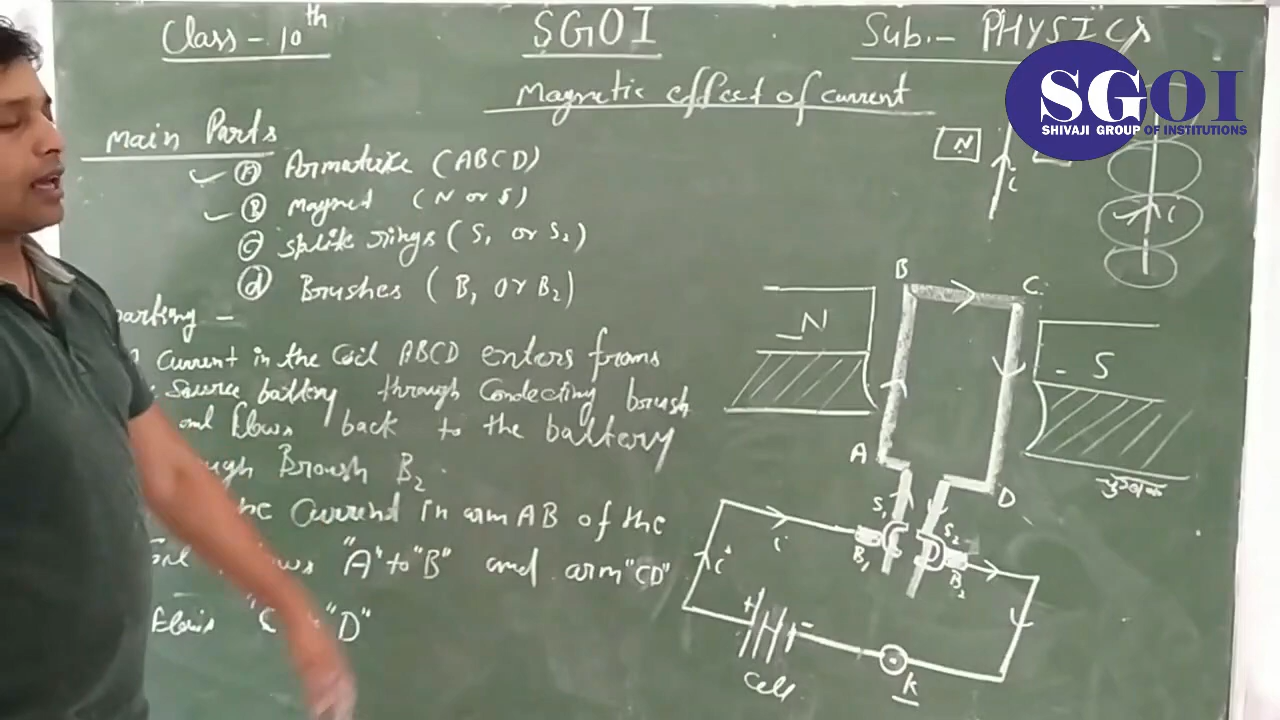 Class - 10th
SGOI
Sub.- PHYSICS
Magnetic effect of current
SGOI
SHIVAJI GROUP OF INSTITUTIONS
Main Parts
(A) Armature (ABCD)
(B) Magnet (N or S)
(C) Split rings (S1 or S2)
(d) Brushes (B1 or B2)
Current in the Coil ABCD enters from
Source battery through Conducting brush
and flows back to the battery
Brush B2.
Current in arm AB of the
"A" to "B" and arm "CD"
"D"
N
i
i
B
C
N
S
A
D
चुम्बक
S1
S2
B1
B2
i
i
+
-
Cell
K